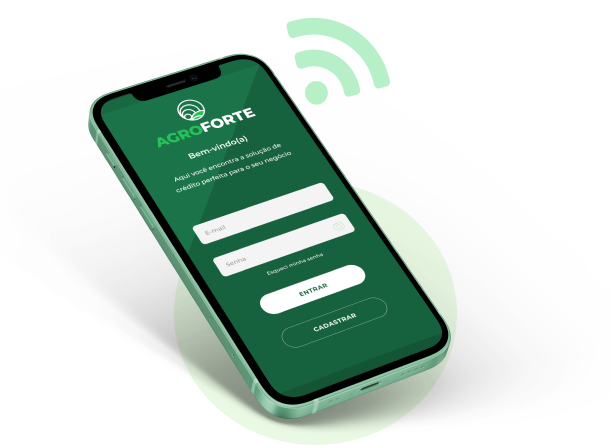 AGROFORTE
Bem-vindo(a)
Aqui você encontra a solução de
crédito perfeita para o seu negócio
E-mail
Senha
Esqueci minha senha
ENTRAR
CADASTRAR